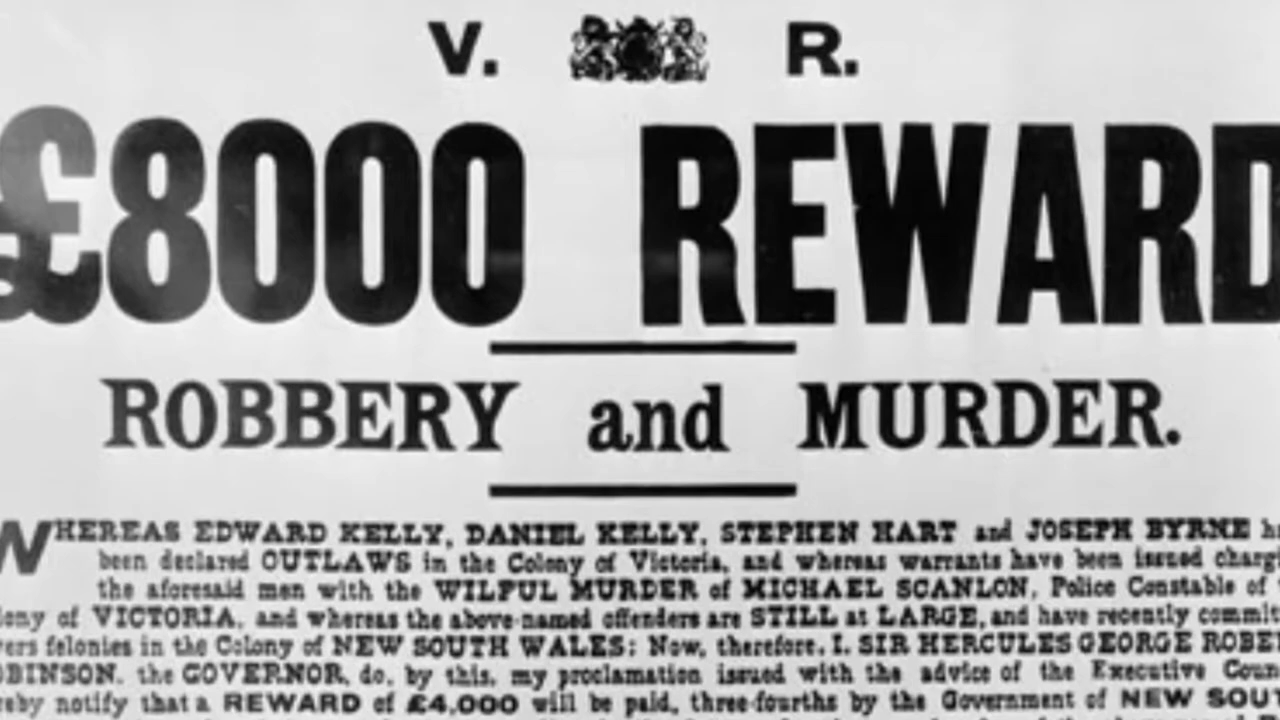 V. R.
£8000 REWARD
ROBBERY and MURDER.
WHEREAS EDWARD KELLY, DANIEL KELLY, STEPHEN HART and JOSEPH BYRNE
been declared OUTLAWS in the Colony of Victoria, and whereas warrants have been issued
the aforesaid men with the WILFUL MURDER of MICHAEL SCANLON, Police Constable of
of VICTORIA, and whereas the above-named offenders are STILL at LARGE, and have recently
felonies in the Colony of NEW SOUTH WALES: Now, therefore, I, SIR HERCULES GEORGE
the GOVERNOR, do, by this, my proclamation issued with the advice of the Executive
notify that a REWARD of £4,000 will be paid, three-fourths by the Government of NEW